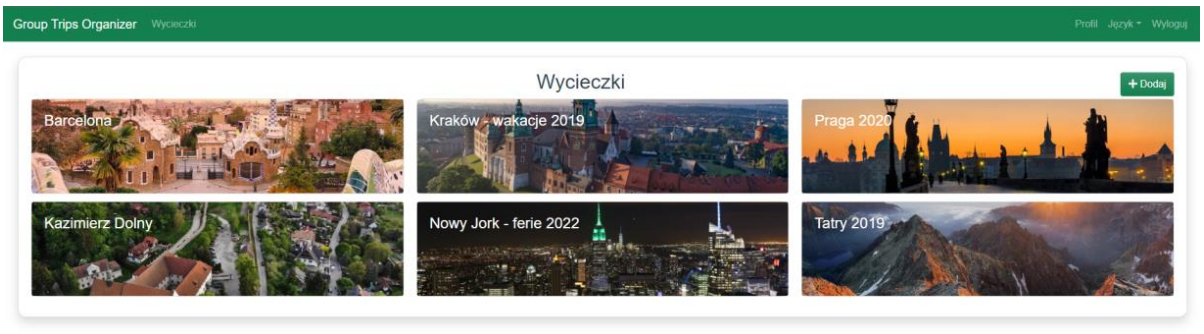 Group Trips Organizer Wycieczki Profil Język Wyloguj
Wycieczki
+ Dodaj
Barcelona Kraków - wakacje 2019 Praga 2020
Kazimierz Dolny Nowy Jork - ferie 2022 Tatry 2019